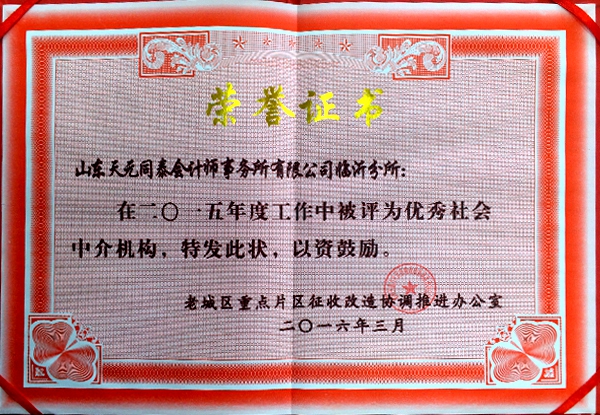 荣誉证书
山东天元同泰会计师事务所有限公司临沂分所：
在二〇一五年度工作中被评为优秀社会
中介机构，特发此状，以资鼓励。
老城区重点片区征收改造协调推进办公室
二〇一六年三月